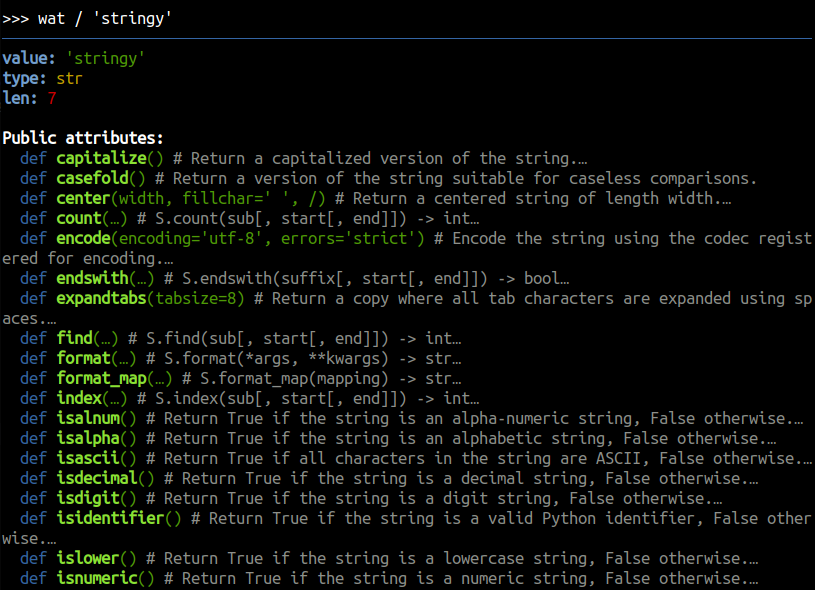 >>> wat / 'stringy'
value: 'stringy'
type: str
len: 7
Public attributes:
  def capitalize() # Return a capitalized version of the string.…
  def casefold() # Return a version of the string suitable for caseless comparisons.
  def center(width, fillchar=' ', /) # Return a centered string of length width.…
  def count(…) # S.count(sub[, start[, end]]) -> int…
  def encode(encoding='utf-8', errors='strict') # Encode the string using the codec regist
ered for encoding.…
  def endswith(…) # S.endswith(suffix[, start[, end]]) -> bool…
  def expandtabs(tabsize=8) # Return a copy where all tab characters are expanded using sp
aces.…
  def find(…) # S.find(sub[, start[, end]]) -> int…
  def format(…) # S.format(*args, **kwargs) -> str…
  def format_map(…) # S.format_map(mapping) -> str…
  def index(…) # S.index(sub[, start[, end]]) -> int…
  def isalnum() # Return True if the string is an alpha-numeric string, False otherwise.…
  def isalpha() # Return True if the string is an alphabetic string, False otherwise.…
  def isascii() # Return True if all characters in the string are ASCII, False otherwise.…
  def isdecimal() # Return True if the string is a decimal string, False otherwise.…
  def isdigit() # Return True if the string is a digit string, False otherwise.…
  def isidentifier() # Return True if the string is a valid Python identifier, False other
wise.…
  def islower() # Return True if the string is a lowercase string, False otherwise.…
  def isnumeric() # Return True if the string is a numeric string, False otherwise.…